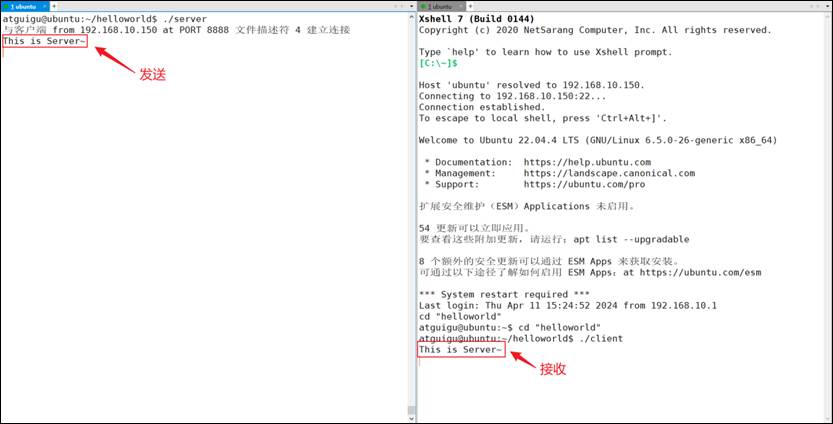 1 ubuntu
atguigu@ubuntu:~/helloworld$ ./server
与客户端 from 192.168.10.150 at PORT 8888 文件描述符 4 建立连接
This is Server~
发送
1 ubuntu
Xshell 7 (Build 0144)
Copyright (c) 2020 NetSarang Computer, Inc. All rights reserved.
Type `help' to learn how to use Xshell prompt.
[C:\~]$
Host 'ubuntu' resolved to 192.168.10.150.
Connecting to 192.168.10.150:22...
Connection established.
To escape to local shell, press 'Ctrl+Alt+]'.
Welcome to Ubuntu 22.04.4 LTS (GNU/Linux 6.5.0-26-generic x86_64)
* Documentation: https://help.ubuntu.com
* Management: https://landscape.canonical.com
* Support: https://ubuntu.com/pro
扩展安全维护（ESM）Applications 未启用。
54 更新可以立即应用。
要查看这些附加更新，请运行：apt list --upgradable
8 个额外的安全更新可以通过 ESM Apps 来获取安装。
可通过以下途径了解如何启用 ESM Apps：at https://ubuntu.com/esm
*** System restart required ***
Last login: Thu Apr 11 15:24:52 2024 from 192.168.10.1
cd "helloworld"
atguigu@ubuntu:~$ cd "helloworld"
atguigu@ubuntu:~/helloworld$ ./client
This is Server~
接收